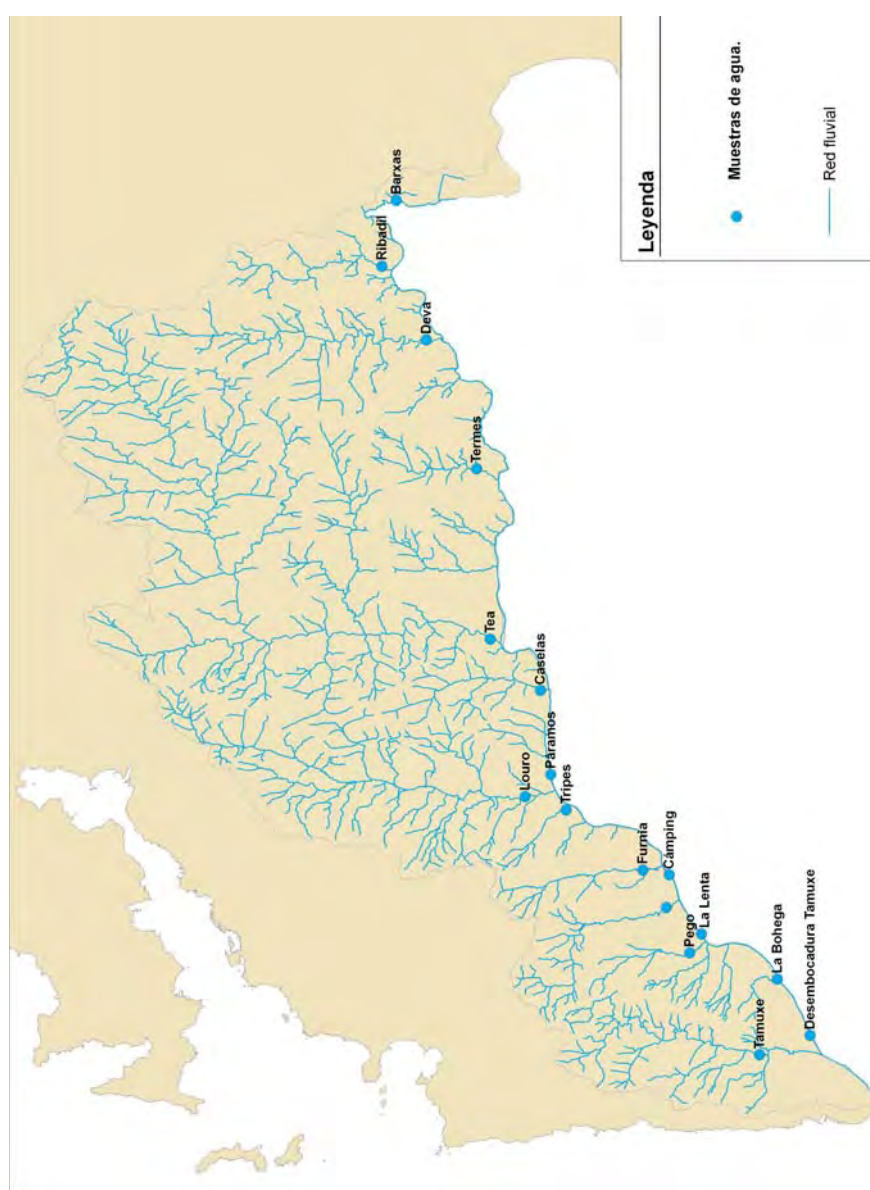 Barxas
Ribadil
Deva
Termes
Tea
Caselas
Páramos
Louro
Tripes
Furnia
Camping
La Lenta
Pego
La Bohega
Desembocadura Tamuxe
Tamuxe
Leyenda
Muestras de agua.
Red fluvial